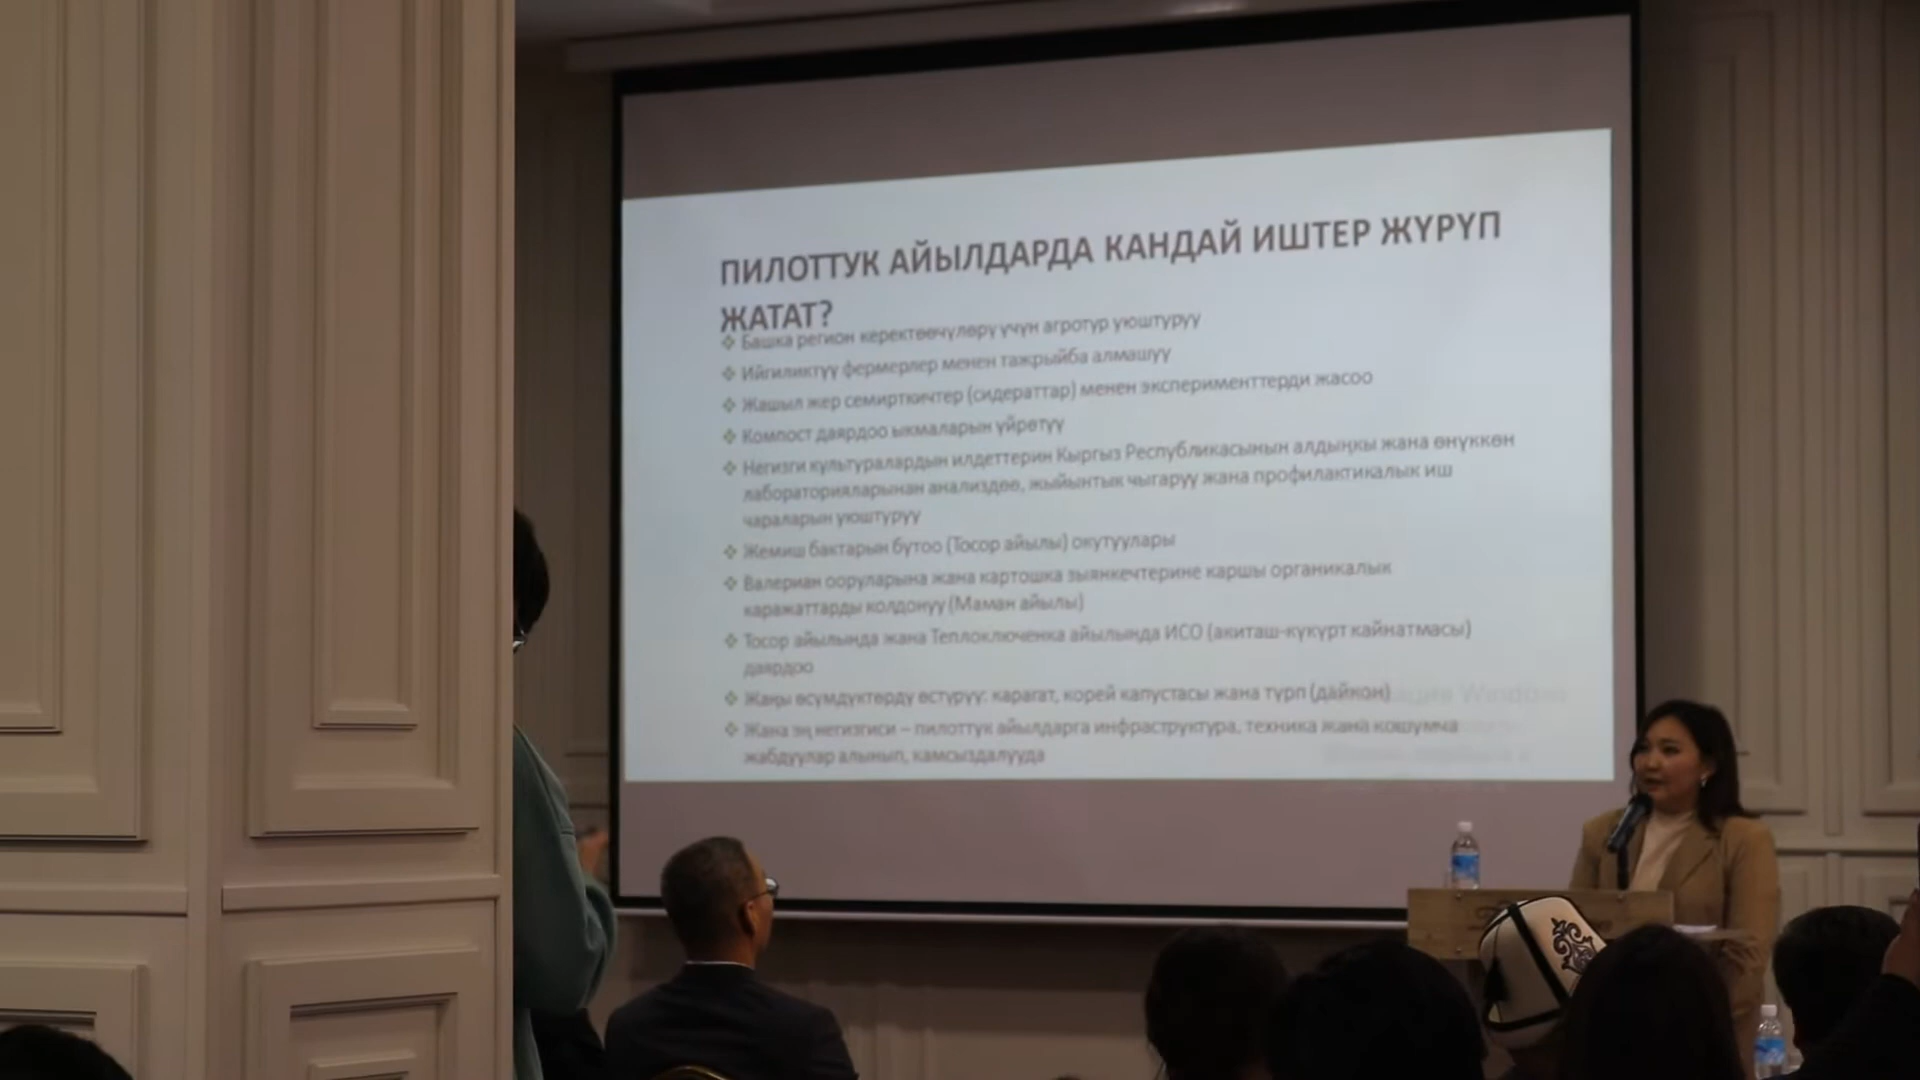 ПИЛОТТУК АЙЫЛДАРДА КАНДАЙ ИШТЕР ЖҮРҮП
ЖАТАТ?
❖ Башка регион керектөөчүлөрү үчүн агротур уюштуруу
❖ Ийгиликтүү фермерлер менен тажрыйба алмашуу
❖ Жашыл жер семирткичтер (сидераттар) менен эксперименттерди жасоо
❖ Компост даярдоо ыкмаларын үйрөтүү
❖ Негизги культуралардын илдеттерин Кыргыз Республикасынын алдыңкы жана өнүккөн
лабораторияларынан анализдөө, жыйынтык чыгаруу жана профилактикалык иш
чараларын уюштуруу
❖ Жемиш бактарын бутоо (Тосор айылы) окутуулары
❖ Валериан ооруларына жана картошка зыянкечтерине каршы органикалык
каражаттарды колдонуу (Маман айылы)
❖ Тосор айылында жана Теплоключенка айылында ИСО (акиташ-күкүрт кайнатмасы)
даярдоо
❖ Жаңы өсүмдүктөрдү өстүрүү: карагат, корей капустасы жана түрп (дайкон)
❖ Жана эң негизгиси – пилоттук айылдарга инфраструктура, техника жана кошумча
жабдуулар алынып, камсыздалууда
Windows